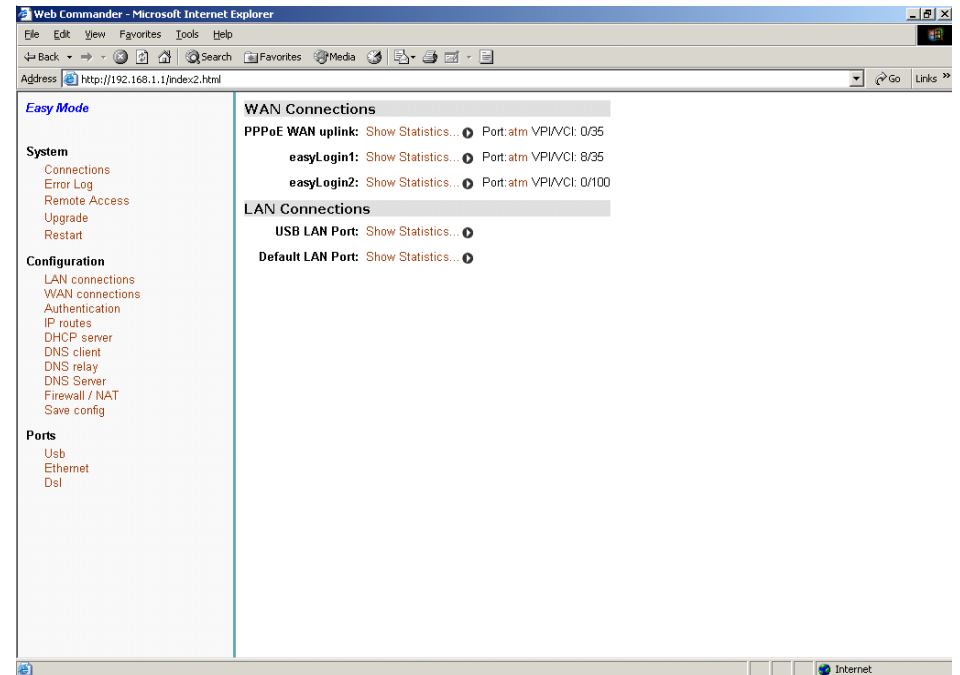 Web Commander - Microsoft Internet Explorer
File Edit View Favorites Tools Help
Back Search Favorites Media
Address http://192.168.1.1/index2.html Go Links »
Easy Mode
System
Connections
Error Log
Remote Access
Upgrade
Restart
Configuration
LAN connections
WAN connections
Authentication
IP routes
DHCP server
DNS client
DNS relay
DNS Server
Firewall / NAT
Save config
Ports
Usb
Ethernet
Dsl
WAN Connections
PPPoE WAN uplink: Show Statistics... Port:atm VPI/VCI: 0/35
easyLogin1: Show Statistics... Port:atm VPI/VCI: 8/35
easyLogin2: Show Statistics... Port:atm VPI/VCI: 0/100
LAN Connections
USB LAN Port: Show Statistics...
Default LAN Port: Show Statistics...
Internet